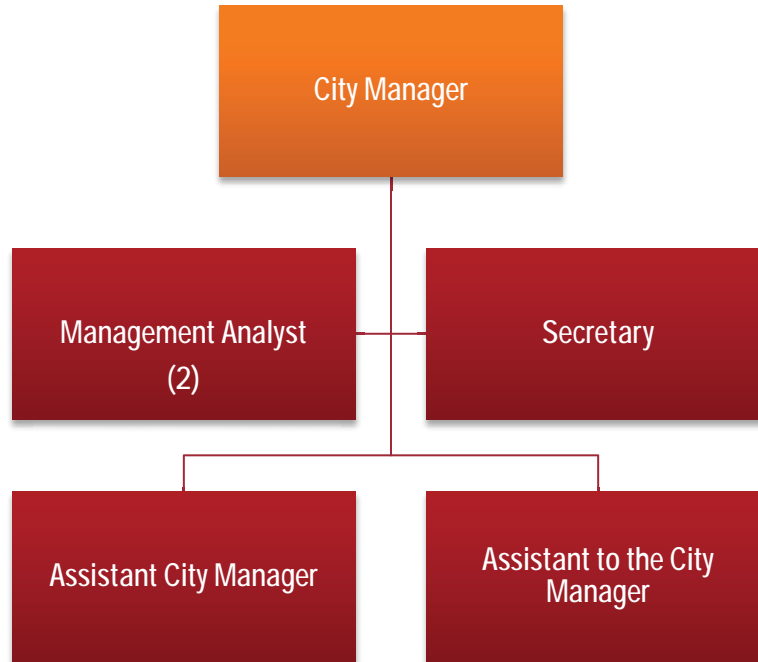 City Manager
Management Analyst
(2)
Secretary
Assistant City Manager
Assistant to the City
Manager